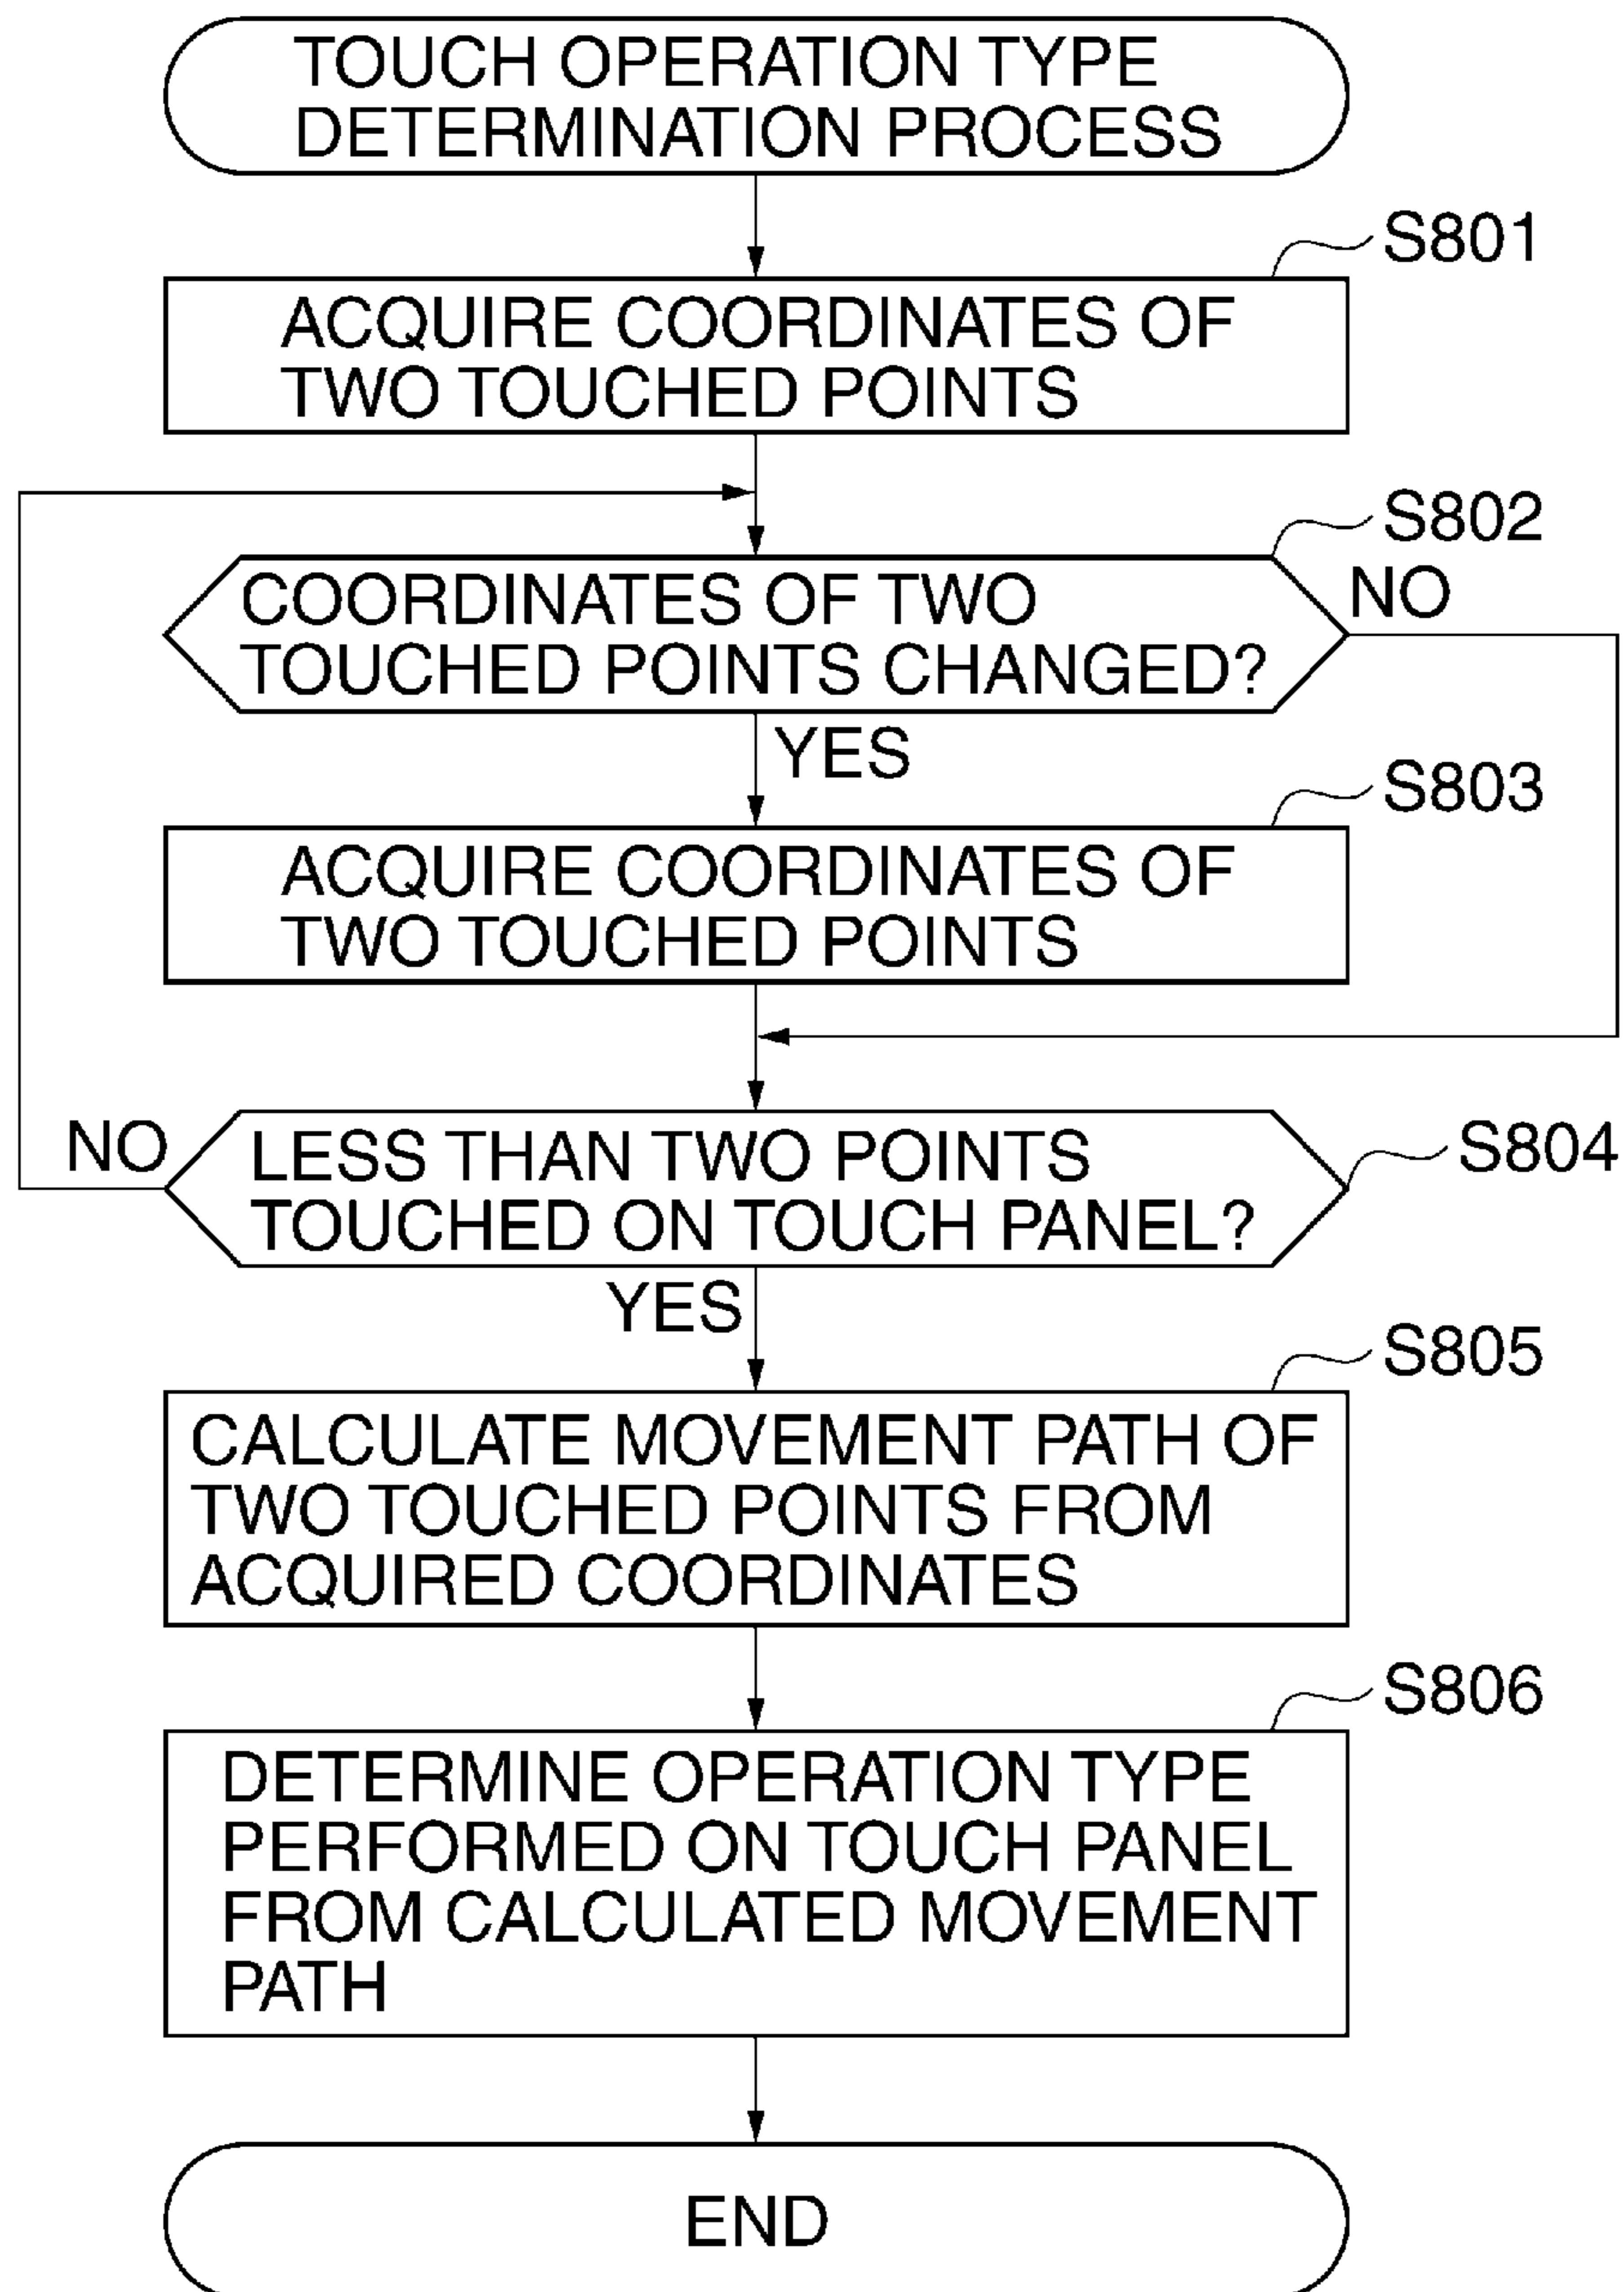 TOUCH OPERATION TYPE
DETERMINATION PROCESS
S801
ACQUIRE COORDINATES OF
TWO TOUCHED POINTS
S802
COORDINATES OF TWO
TOUCHED POINTS CHANGED?
NO
YES
S803
ACQUIRE COORDINATES OF
TWO TOUCHED POINTS
NO
LESS THAN TWO POINTS
TOUCHED ON TOUCH PANEL?
S804
YES
S805
CALCULATE MOVEMENT PATH OF
TWO TOUCHED POINTS FROM
ACQUIRED COORDINATES
S806
DETERMINE OPERATION TYPE
PERFORMED ON TOUCH PANEL
FROM CALCULATED MOVEMENT
PATH
END